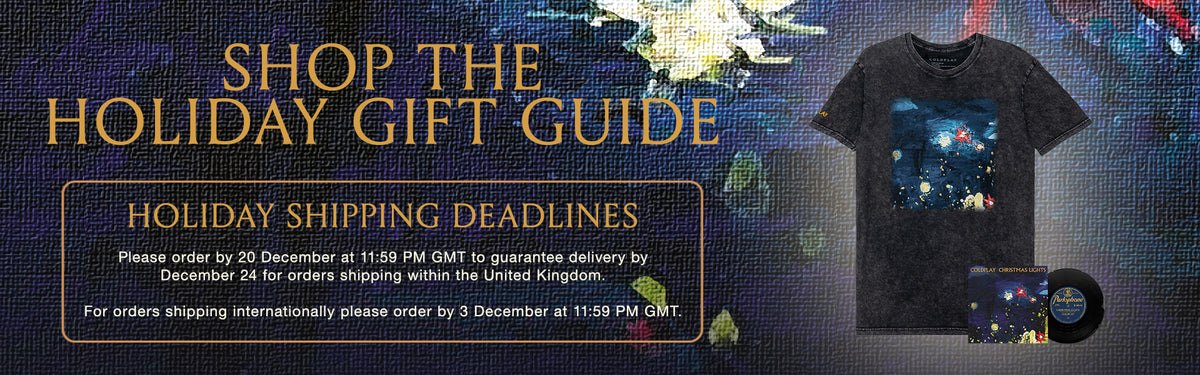 SHOP THE
HOLIDAY GIFT GUIDE
HOLIDAY SHIPPING DEADLINES
Please order by 20 December at 11:59 PM GMT to guarantee delivery by
December 24 for orders shipping within the United Kingdom.
For orders shipping internationally please order by 3 December at 11:59 PM GMT.
COLDPLAY
COLDPLAY CHRISTMAS LIGHTS
Parlophone